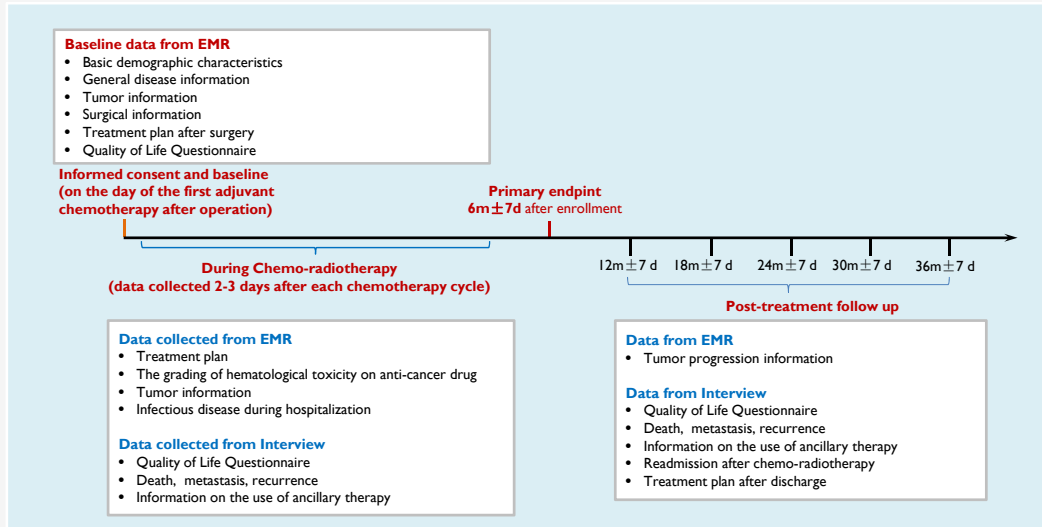 Baseline data from EMR
• Basic demographic characteristics
• General disease information
• Tumor information
• Surgical information
• Treatment plan after surgery
• Quality of Life Questionnaire
Informed consent and baseline
(on the day of the first adjuvant
chemotherapy after operation)
Primary endpint
6m±7d after enrollment
During Chemo-radiotherapy
(data collected 2-3 days after each chemotherapy cycle)
12m±7 d 18m±7 d 24m±7 d 30m±7 d 36m±7 d
Post-treatment follow up
Data collected from EMR
• Treatment plan
• The grading of hematological toxicity on anti-cancer drug
• Tumor information
• Infectious disease during hospitalization
Data collected from Interview
• Quality of Life Questionnaire
• Death, metastasis, recurrence
• Information on the use of ancillary therapy
Data from EMR
• Tumor progression information
Data from Interview
• Quality of Life Questionnaire
• Death, metastasis, recurrence
• Information on the use of ancillary therapy
• Readmission after chemo-radiotherapy
• Treatment plan after discharge